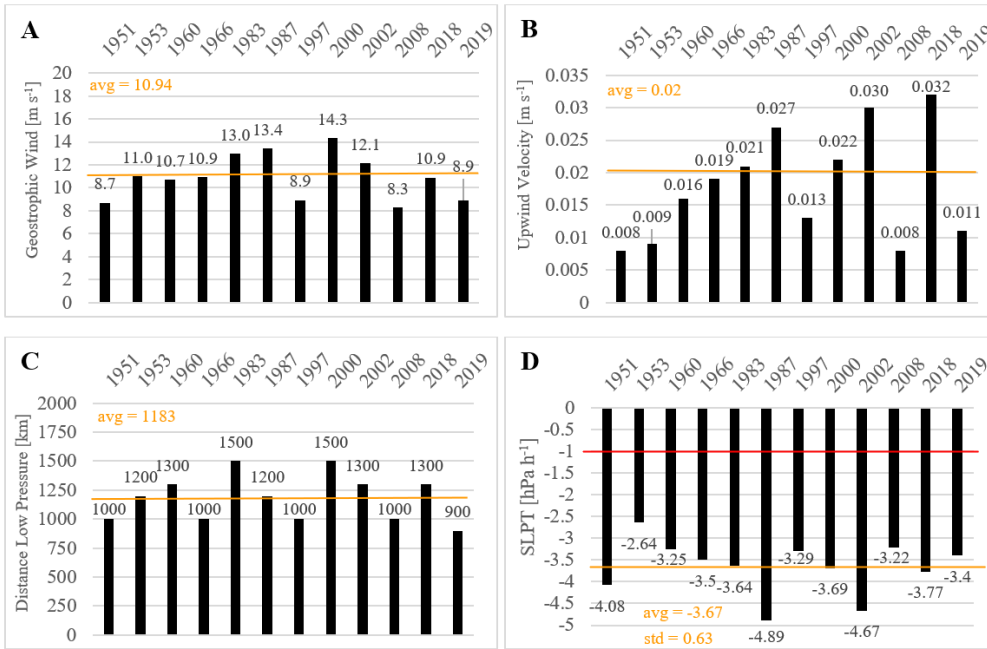 A
1951 1953 1960 1966 1983 1987 1997 2000 2002 2008 2018 2019
Geostrophic Wind [m s-1]
20
18
16
14
12
10
8
6
4
2
0
avg = 10.94
8.7 11.0 10.7 10.9 13.0 13.4 8.9 14.3 12.1 8.3 10.9 8.9
B
1951 1953 1960 1966 1983 1987 1997 2000 2002 2008 2018 2019
Upwind Velocity [m s-1]
0.035
0.03
0.025
0.02
0.015
0.01
0.005
0
avg = 0.02
0.008 0.009 0.016 0.019 0.021 0.027 0.013 0.022 0.030 0.008 0.032 0.011
C
1951 1953 1960 1966 1983 1987 1997 2000 2002 2008 2018 2019
Distance Low Pressure [km]
2000
1750
1500
1250
1000
750
500
250
0
avg = 1183
1000 1200 1300 1000 1500 1200 1000 1500 1300 1000 1300 900
D
1951 1953 1960 1966 1983 1987 1997 2000 2002 2008 2018 2019
SLPT [hPa h-1]
0
-0.5
-1
-1.5
-2
-2.5
-3
-3.5
-4
-4.5
-5
-4.08 -2.64 -3.25 -3.5 -3.64 -4.89 -3.29 -3.69 -4.67 -3.22 -3.77 -3.4
avg = -3.67
std = 0.63